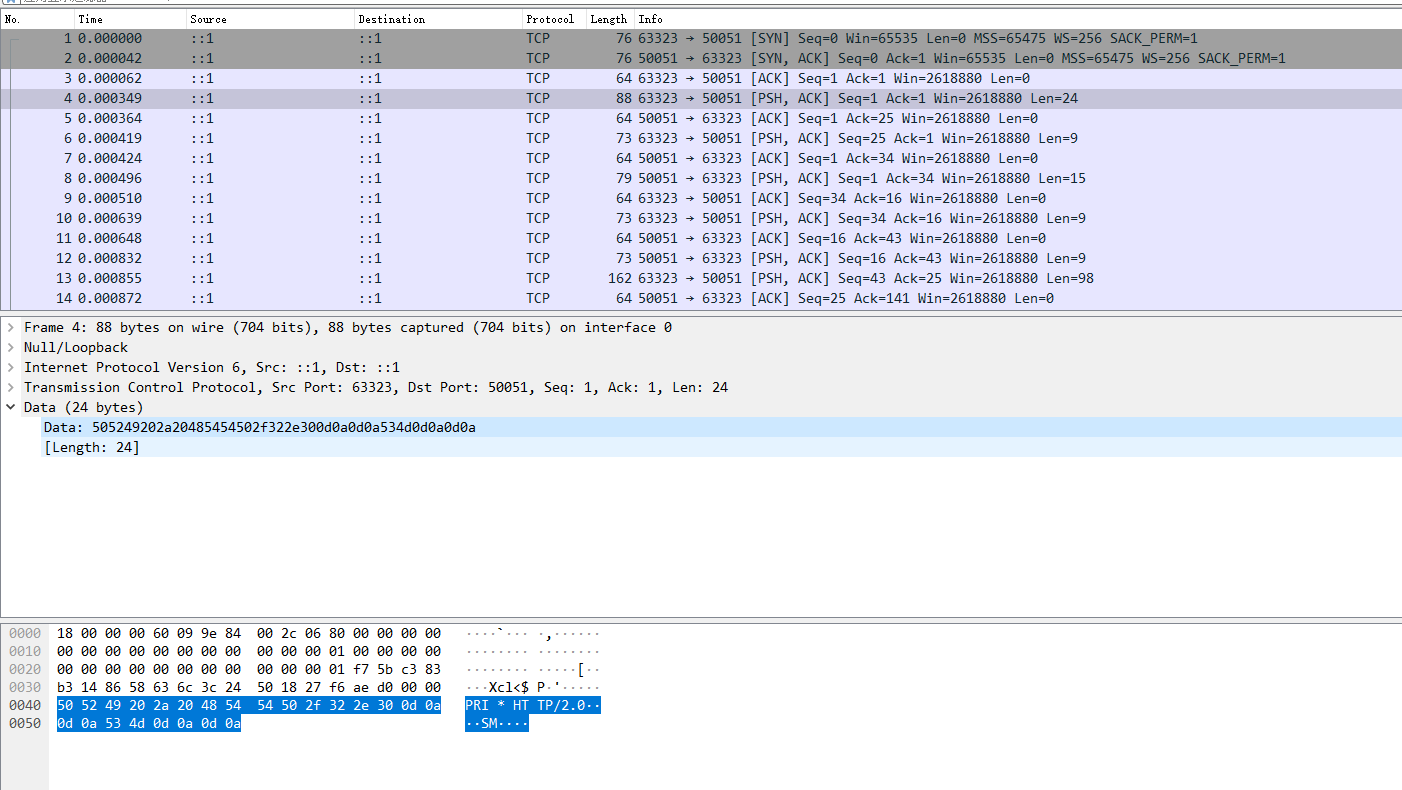 No. Time Source Destination Protocol Length Info
1 0.000000 ::1 ::1 TCP 76 63323 → 50051 [SYN] Seq=0 Win=65535 Len=0 MSS=65475 WS=256 SACK_PERM=1
2 0.000042 ::1 ::1 TCP 76 50051 → 63323 [SYN, ACK] Seq=0 Ack=1 Win=65535 Len=0 MSS=65475 WS=256 SACK_PERM=1
3 0.000062 ::1 ::1 TCP 64 63323 → 50051 [ACK] Seq=1 Ack=1 Win=2618880 Len=0
4 0.000349 ::1 ::1 TCP 88 63323 → 50051 [PSH, ACK] Seq=1 Ack=1 Win=2618880 Len=24
5 0.000364 ::1 ::1 TCP 64 50051 → 63323 [ACK] Seq=1 Ack=25 Win=2618880 Len=0
6 0.000419 ::1 ::1 TCP 73 63323 → 50051 [PSH, ACK] Seq=25 Ack=1 Win=2618880 Len=9
7 0.000424 ::1 ::1 TCP 64 50051 → 63323 [ACK] Seq=1 Ack=34 Win=2618880 Len=0
8 0.000496 ::1 ::1 TCP 79 50051 → 63323 [PSH, ACK] Seq=1 Ack=34 Win=2618880 Len=15
9 0.000510 ::1 ::1 TCP 64 63323 → 50051 [ACK] Seq=34 Ack=16 Win=2618880 Len=0
10 0.000639 ::1 ::1 TCP 73 63323 → 50051 [PSH, ACK] Seq=34 Ack=16 Win=2618880 Len=9
11 0.000648 ::1 ::1 TCP 64 50051 → 63323 [ACK] Seq=16 Ack=43 Win=2618880 Len=0
12 0.000832 ::1 ::1 TCP 73 50051 → 63323 [PSH, ACK] Seq=16 Ack=43 Win=2618880 Len=9
13 0.000855 ::1 ::1 TCP 162 63323 → 50051 [PSH, ACK] Seq=43 Ack=25 Win=2618880 Len=98
14 0.000872 ::1 ::1 TCP 64 50051 → 63323 [ACK] Seq=25 Ack=141 Win=2618880 Len=0
Frame 4: 88 bytes on wire (704 bits), 88 bytes captured (704 bits) on interface 0
Null/Loopback
Internet Protocol Version 6, Src: ::1, Dst: ::1
Transmission Control Protocol, Src Port: 63323, Dst Port: 50051, Seq: 1, Ack: 1, Len: 24
Data (24 bytes)
Data: 505249202a20485454502f322e300d0a0d0a534d0d0a0d0a
[Length: 24]
0000 18 00 00 00 60 09 9e 84 00 2c 06 80 00 00 00 00 ····`··· ·,······
0010 00 00 00 00 00 00 00 00 00 00 00 01 00 00 00 00 ········ ········
0020 00 00 00 00 00 00 00 00 00 00 00 01 f7 5b c3 83 ········ ·····[··
0030 b3 14 86 58 63 6c 3c 24 50 18 27 f6 ae d0 00 00 ···Xcl<$ P·'·····
0040 50 52 49 20 2a 20 48 54 54 50 2f 32 2e 30 0d 0a PRI * HT TP/2.0··
0050 0d 0a 53 4d 0d 0a 0d 0a ··SM····